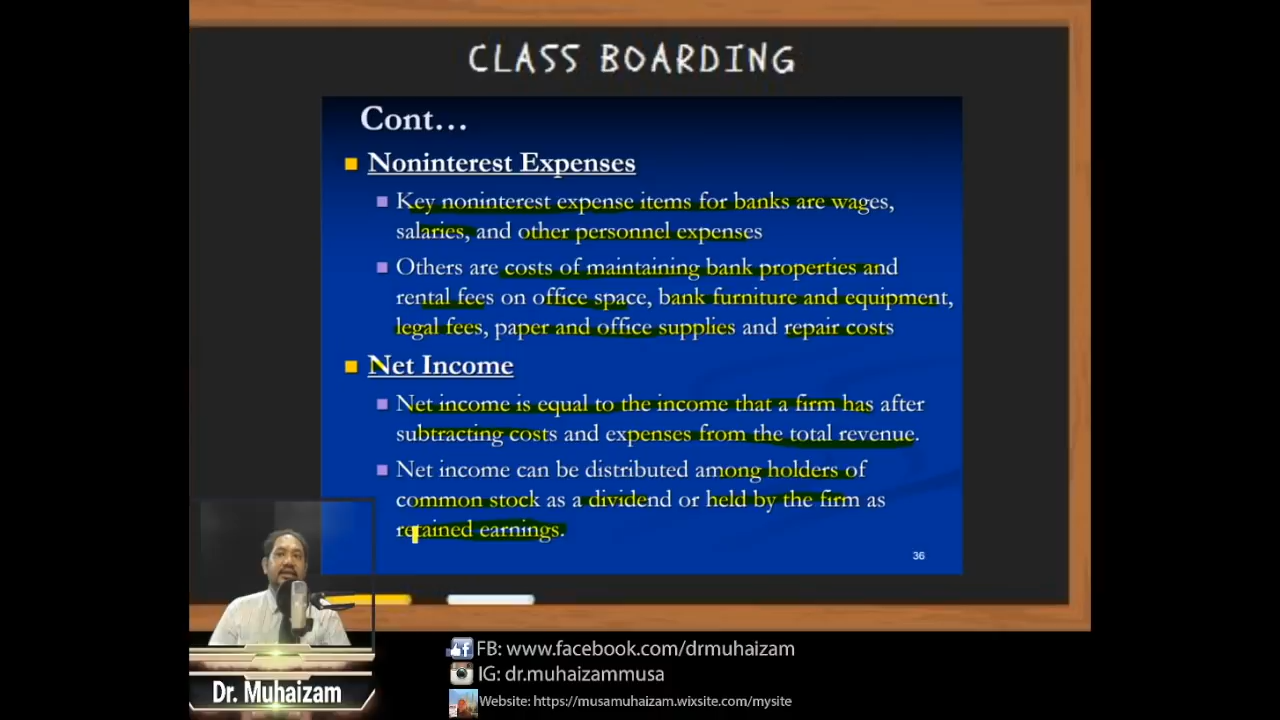 CLASS BOARDING
Cont...
Noninterest Expenses
Key noninterest expense items for banks are wages,
salaries, and other personnel expenses
Others are costs of maintaining bank properties and
rental fees on office space, bank furniture and equipment,
legal fees, paper and office supplies and repair costs
Net Income
Net income is equal to the income that a firm has after
subtracting costs and expenses from the total revenue.
Net income can be distributed among holders of
common stock as a dividend or held by the firm as
retained earnings.
36
Dr. Muhaizam
FB: www.facebook.com/drmuhaizam
IG: dr.muhaizammusa
Website: https://musamuhaizam.wixsite.com/mysite